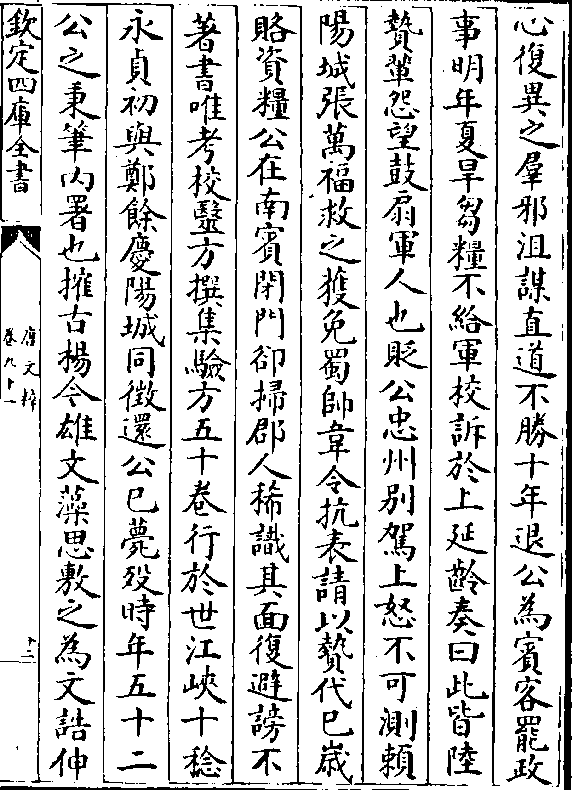 心復異之羣邪沮謀直道不勝十年退公為賓客罷政
事明年夏旱芻糧不給軍校訴於上延齡奏曰此皆陸
贄輩怨望鼓扇軍人也貶公忠州別駕上怒不可測賴
陽城張萬福救之獲免蜀帥韋令抗表請以贄代已歳
賂資糧公在南賓閉門卻掃郡人稀識其面復避謗不
著書唯考校醫方撰集驗方五十卷行於世江峽十稔
永貞初與鄭餘慶陽城同徵還公已薨歿時年五十二
公之秉筆内署也搉古揚今雄文藻思敷之為文誥伸
欽定四庫全書
唐文粹
卷九十一
十二